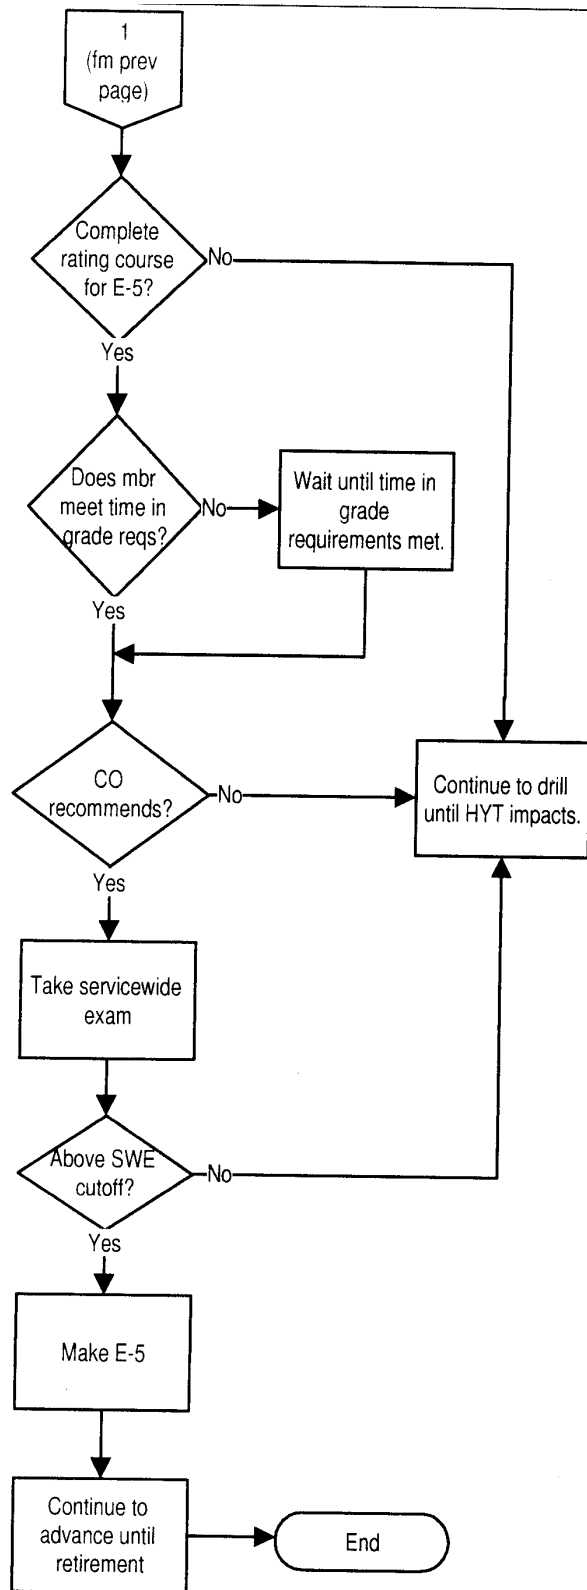 1
(fm prev
page)
Complete
rating course
for E-5?
No
Yes
Does mbr
meet time in
grade reqs?
No
Wait until time in
grade
requirements met.
Yes
CO
recommends?
No
Continue to drill
until HYT impacts.
Yes
Take servicewide
exam
Above SWE
cutoff?
No
Yes
Make E-5
Continue to
advance until
retirement
End